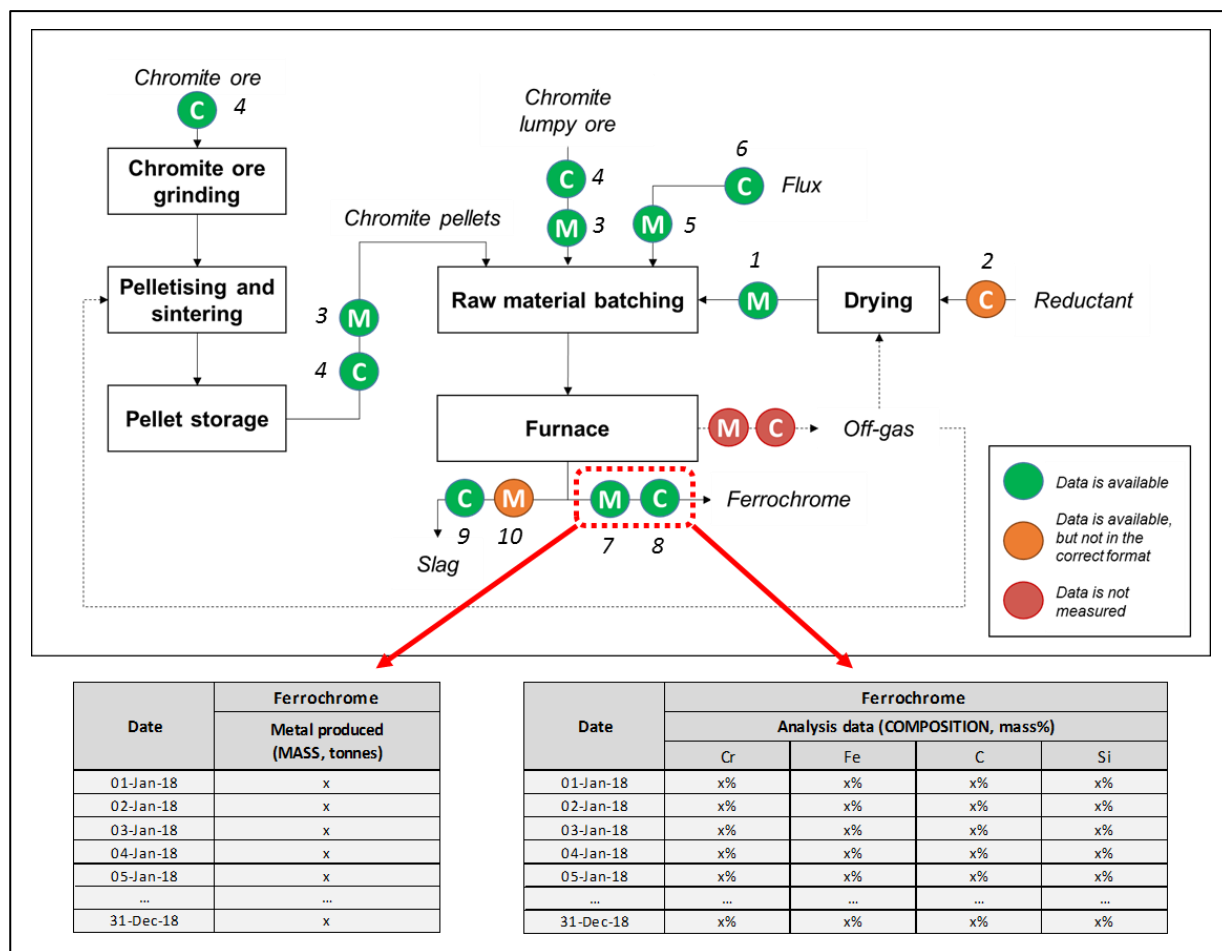 Chromite ore
C
4
Chromite ore
grinding
Pelletising and
sintering
Pellet storage
Chromite pellets
3
M
4
C
Chromite
lumpy ore
C
4
M
3
6
C
Flux
M
5
Raw material batching
1
M
Drying
2
C
Reductant
Furnace
M
C
Off-gas
C
M
9
10
Slag
M
C
7
8
Ferrochrome
Data is available
Data is available,
but not in the
correct format
Data is not
measured
Date
Ferrochrome
Metal produced
(MASS, tonnes)
01-Jan-18 x
02-Jan-18 x
03-Jan-18 x
04-Jan-18 x
05-Jan-18 x
... ...
31-Dec-18 x
Date
Ferrochrome
Analysis data (COMPOSITION, mass%)
Cr Fe C Si
01-Jan-18 x% x% x% x%
02-Jan-18 x% x% x% x%
03-Jan-18 x% x% x% x%
04-Jan-18 x% x% x% x%
05-Jan-18 x% x% x% x%
... ... ... ... ...
31-Dec-18 x% x% x% x%